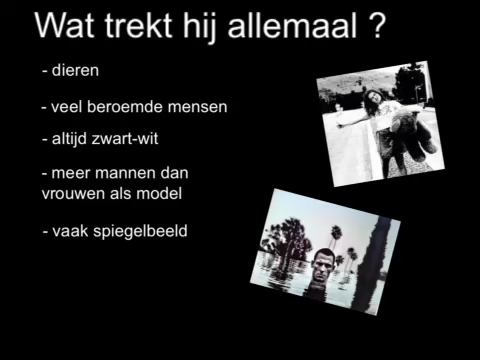 Wat trekt hij allemaal ?
- dieren
- veel beroemde mensen
- altijd zwart-wit
- meer mannen dan
vrouwen als model
- vaak spiegelbeeld